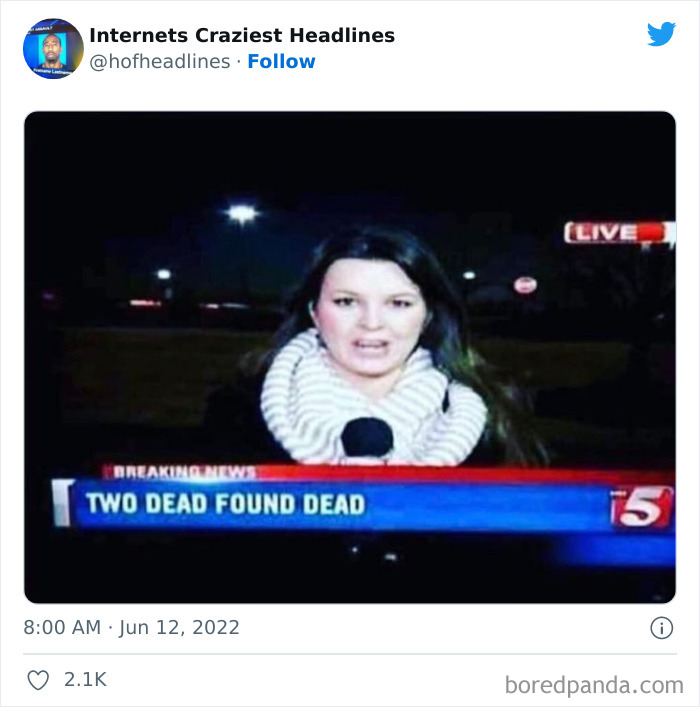 Internets Craziest Headlines
@hofheadlines · Follow
LIVE
BREAKING NEWS
TWO DEAD FOUND DEAD
5
8:00 AM · Jun 12, 2022
2.1K
boredpanda.com